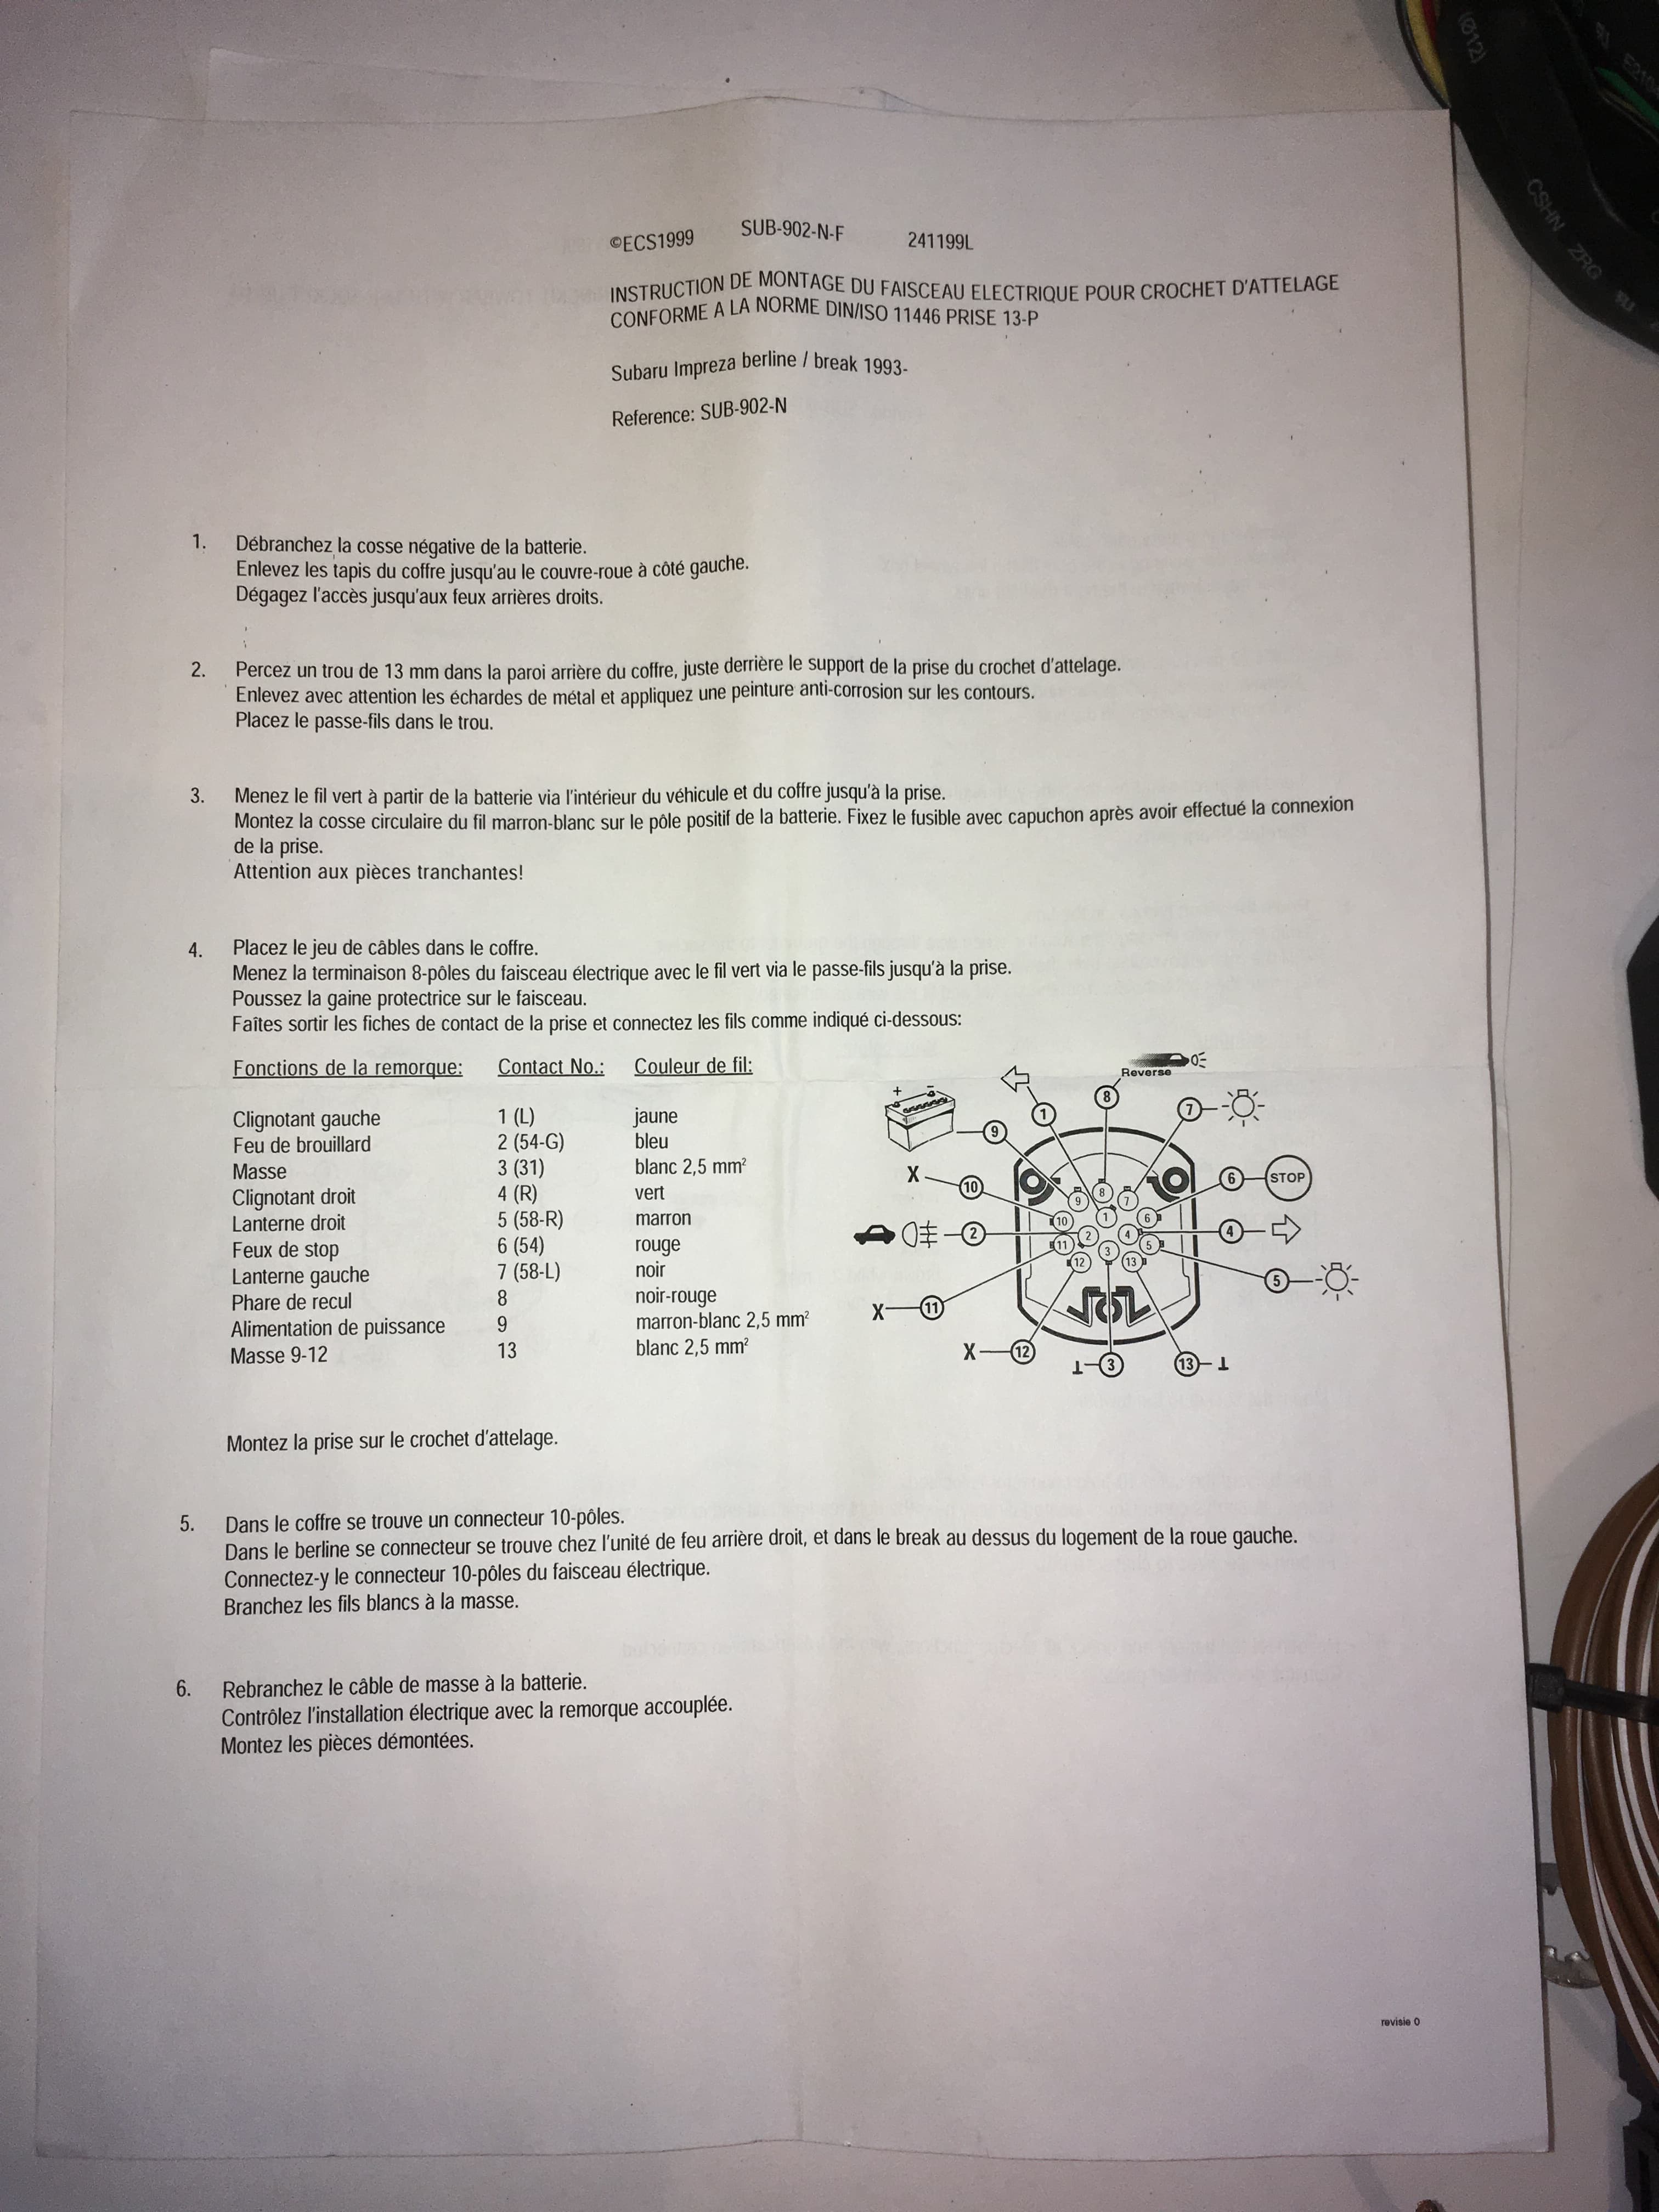 ©ECS1999 SUB-902-N-F 241199L
INSTRUCTION DE MONTAGE DU FAISCEAU ELECTRIQUE POUR CROCHET D'ATTELAGE
CONFORME A LA NORME DIN/ISO 11446 PRISE 13-P
Subaru Impreza berline / break 1993-
Reference: SUB-902-N
1. Débranchez la cosse négative de la batterie.
Enlevez les tapis du coffre jusqu'au le couvre-roue à côté gauche.
Dégagez l'accès jusqu'aux feux arrières droits.
2. Percez un trou de 13 mm dans la paroi arrière du coffre, juste derrière le support de la prise du crochet d'attelage.
Enlevez avec attention les échardes de métal et appliquez une peinture anti-corrosion sur les contours.
Placez le passe-fils dans le trou.
3. Menez le fil vert à partir de la batterie via l'intérieur du véhicule et du coffre jusqu'à la prise.
Montez la cosse circulaire du fil marron-blanc sur le pôle positif de la batterie. Fixez le fusible avec capuchon après avoir effectué la connexion
de la prise.
Attention aux pièces tranchantes!
4. Placez le jeu de câbles dans le coffre.
Menez la terminaison 8-pôles du faisceau électrique avec le fil vert via le passe-fils jusqu'à la prise.
Poussez la gaine protectrice sur le faisceau.
Faîtes sortir les fiches de contact de la prise et connectez les fils comme indiqué ci-dessous:
Fonctions de la remorque: Contact No.: Couleur de fil:
Clignotant gauche 1 (L) jaune
Feu de brouillard 2 (54-G) bleu
Masse 3 (31) blanc 2,5 mm²
Clignotant droit 4 (R) vert
Lanterne droit 5 (58-R) marron
Feux de stop 6 (54) rouge
Lanterne gauche 7 (58-L) noir
Phare de recul 8 noir-rouge
Alimentation de puissance 9 marron-blanc 2,5 mm²
Masse 9-12 13 blanc 2,5 mm²
Reverse
+ -
1 8 7
9
X 10 6 STOP
2 4
5
X 11
X 12 3 13
9 8 7
10 1 6
2 4
11 3 5
12 13
Montez la prise sur le crochet d'attelage.
5. Dans le coffre se trouve un connecteur 10-pôles.
Dans le berline se connecteur se trouve chez l'unité de feu arrière droit, et dans le break au dessus du logement de la roue gauche.
Connectez-y le connecteur 10-pôles du faisceau électrique.
Branchez les fils blancs à la masse.
6. Rebranchez le câble de masse à la batterie.
Contrôlez l'installation électrique avec la remorque accouplée.
Montez les pièces démontées.
revisie 0
(Ø12)
CSHN ZRG